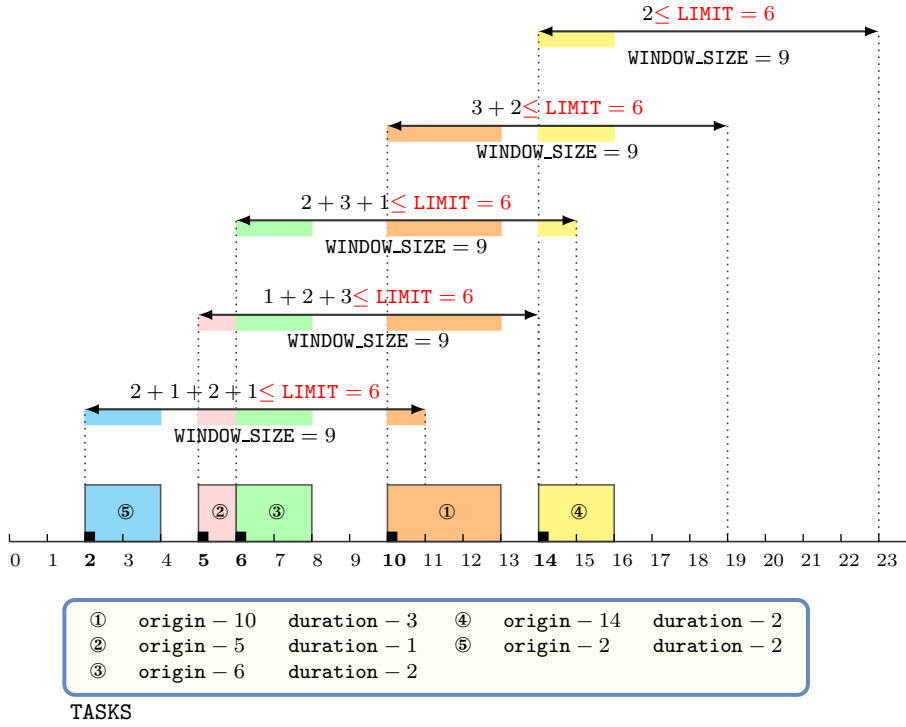 2 ≤ LIMIT = 6
WINDOW_SIZE = 9
3 + 2 ≤ LIMIT = 6
WINDOW_SIZE = 9
2 + 3 + 1 ≤ LIMIT = 6
WINDOW_SIZE = 9
1 + 2 + 3 ≤ LIMIT = 6
WINDOW_SIZE = 9
2 + 1 + 2 + 1 ≤ LIMIT = 6
WINDOW_SIZE = 9
⑤ ② ③ ① ④
0 1 2 3 4 5 6 7 8 9 10 11 12 13 14 15 16 17 18 19 20 21 22 23
① origin − 10 duration − 3 ④ origin − 14 duration − 2
② origin − 5 duration − 1 ⑤ origin − 2 duration − 2
③ origin − 6 duration − 2
TASKS